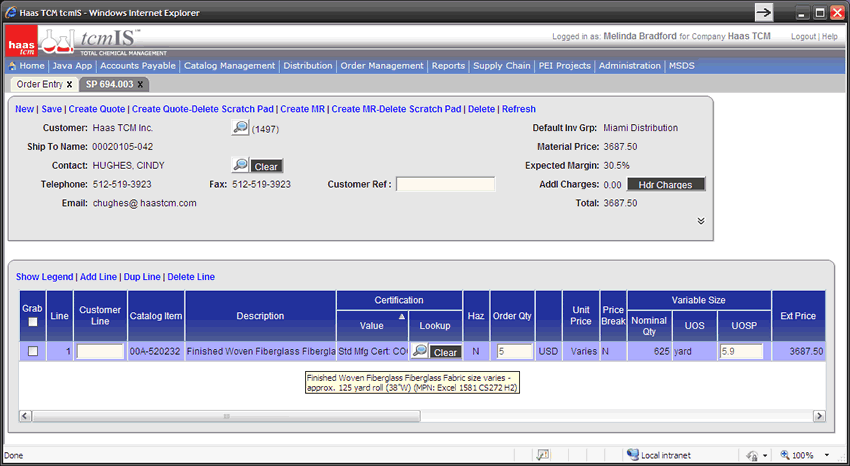 Haas TCM tcmIS - Windows Internet Explorer
haas tcm
tcmIS™
TOTAL CHEMICAL MANAGEMENT
Logged in as: Melinda Bradford for Company Haas TCM Logout | Help
Home Java App Accounts Payable Catalog Management Distribution Order Management Reports Supply Chain PEI Projects Administration MSDS
Order Entry x SP 694.003 x
New | Save | Create Quote | Create Quote-Delete Scratch Pad | Create MR | Create MR-Delete Scratch Pad | Delete | Refresh
Customer: Haas TCM Inc. (1497) Default Inv Grp: Miami Distribution
Ship To Name: 00020105-042 Material Price: 3687.50
Contact: HUGHES, CINDY Clear Expected Margin: 30.5%
Telephone: 512-519-3923 Fax: 512-519-3923 Customer Ref : Addl Charges: 0.00 Hdr Charges
Email: chughes@ haastcm.com Total: 3687.50
Show Legend | Add Line | Dup Line | Delete Line
Grab Line Customer Line Catalog Item Description Certification Value Lookup Haz Order Qty Unit Price Price Break Variable Size Nominal Qty UOS UOSP Ext Price
1 00A-520232 Finished Woven Fiberglass Fibergla Std Mfg Cert: CO Clear N 5 USD Varies N 625 yard 5.9 3687.50
Finished Woven Fiberglass Fiberglass Fabric size varies -
approx. 125 yard roll (38"W) (MPN: Excel 1581 CS272 H2)
Done Local intranet 100%